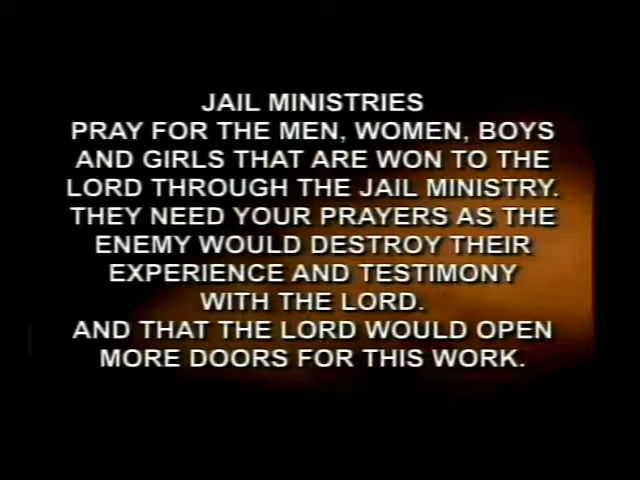 JAIL MINISTRIES
PRAY FOR THE MEN, WOMEN, BOYS
AND GIRLS THAT ARE WON TO THE
LORD THROUGH THE JAIL MINISTRY.
THEY NEED YOUR PRAYERS AS THE
ENEMY WOULD DESTROY THEIR
EXPERIENCE AND TESTIMONY
WITH THE LORD.
AND THAT THE LORD WOULD OPEN
MORE DOORS FOR THIS WORK.